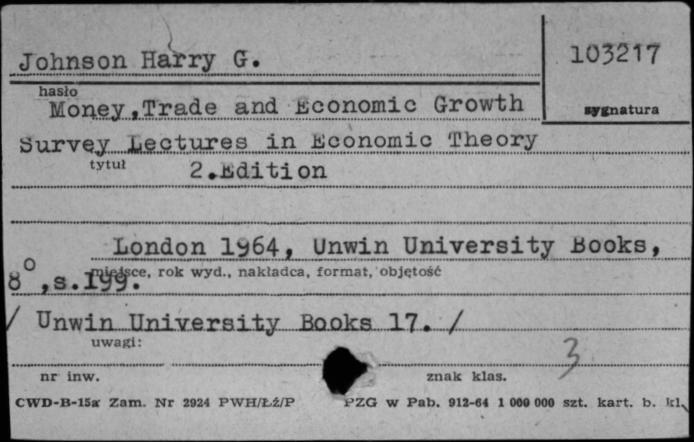 Johnson Harry G.
103217
hasło
sygnatura
Money,Trade and Economic Growth
Survey Lectures in Economic Theory
tytuł
2.Edition
London 1964, Unwin University Books,
miejsce, rok wyd., nakładca, format, objętość
8⁰,s.199.
/ Unwin University Books 17. /
uwagi:
3
nr inw.
znak klas.
CWD-B-15a Zam. Nr 2924 PWH/Łź/P PZG w Pab. 912-64 1 000 000 szt. kart. b. kl.